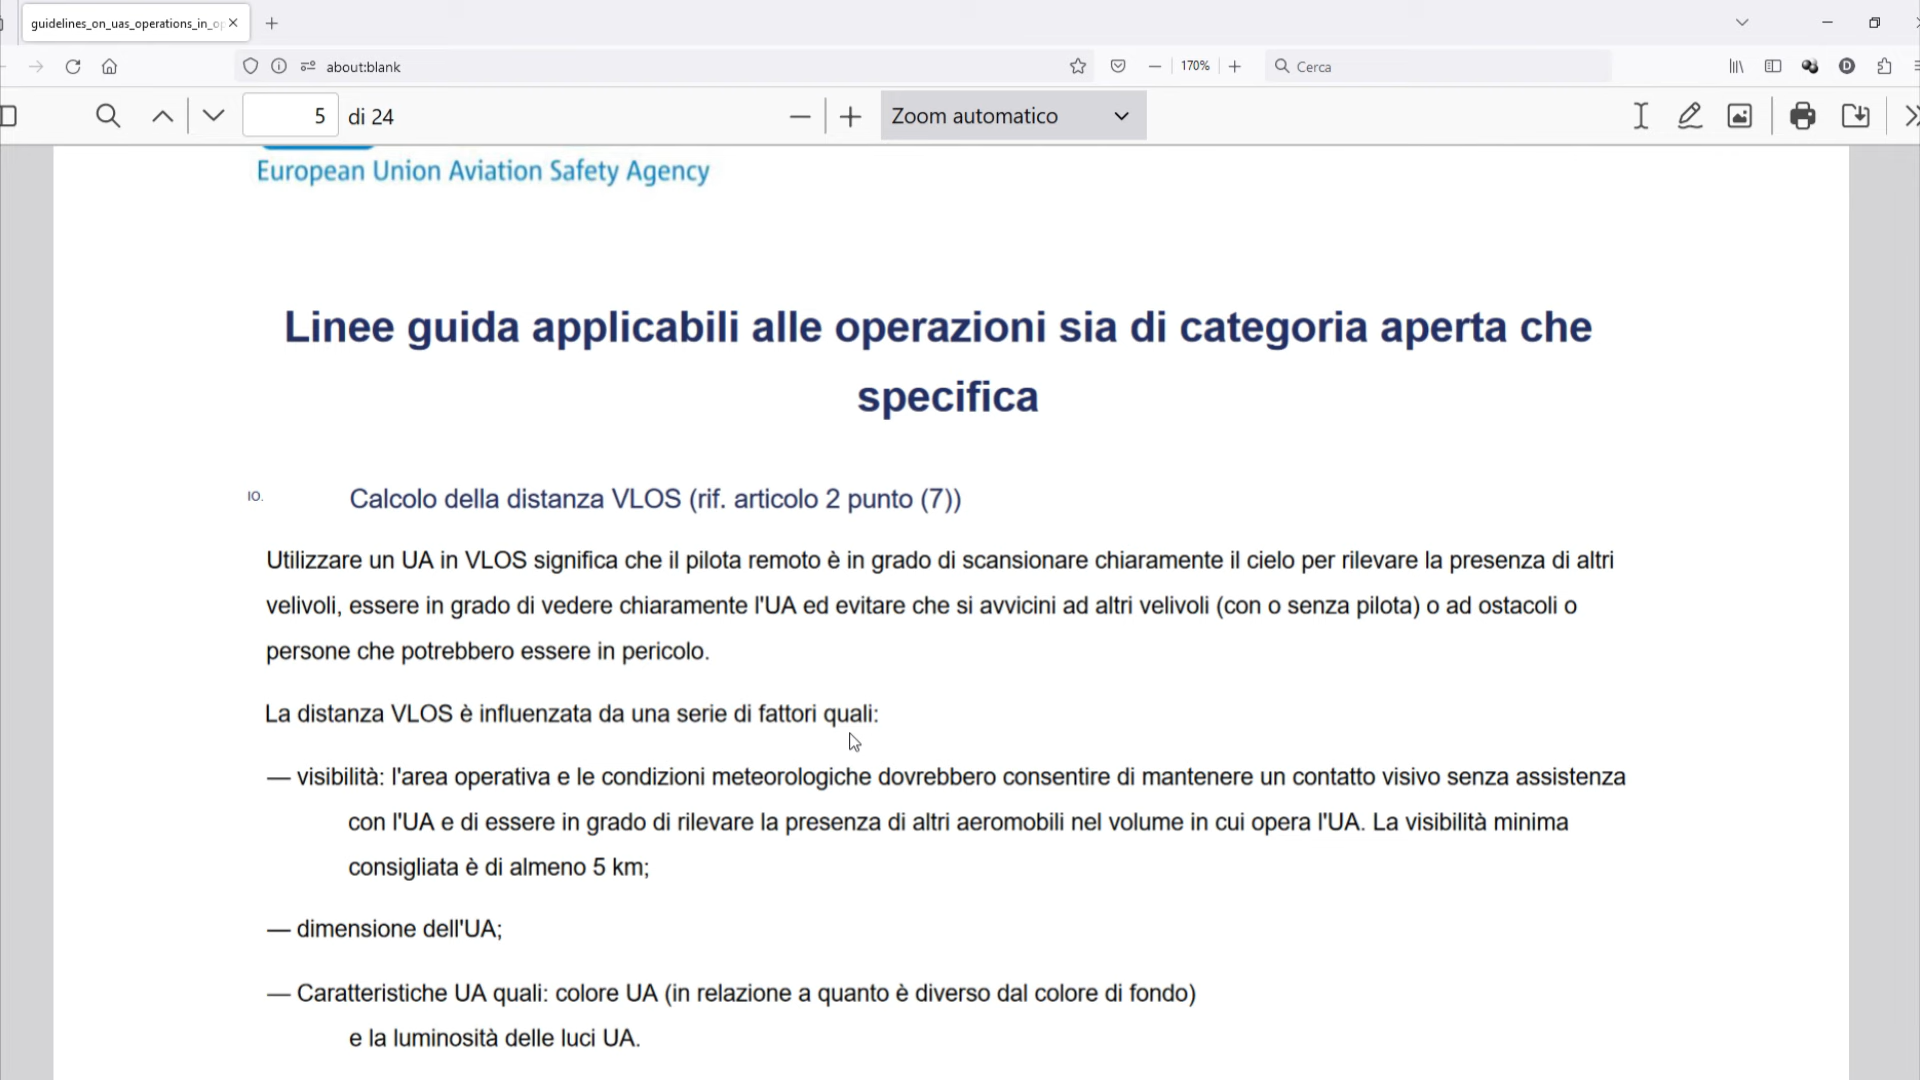 guidelines_on_uas_operations_in_o
about:blank
170%
Cerca
5 di 24
Zoom automatico
European Union Aviation Safety Agency
Linee guida applicabili alle operazioni sia di categoria aperta che
specifica
IO. Calcolo della distanza VLOS (rif. articolo 2 punto (7))
Utilizzare un UA in VLOS significa che il pilota remoto è in grado di scansionare chiaramente il cielo per rilevare la presenza di altri
velivoli, essere in grado di vedere chiaramente l'UA ed evitare che si avvicini ad altri velivoli (con o senza pilota) o ad ostacoli o
persone che potrebbero essere in pericolo.
La distanza VLOS è influenzata da una serie di fattori quali:
— visibilità: l'area operativa e le condizioni meteorologiche dovrebbero consentire di mantenere un contatto visivo senza assistenza
con l'UA e di essere in grado di rilevare la presenza di altri aeromobili nel volume in cui opera l'UA. La visibilità minima
consigliata è di almeno 5 km;
— dimensione dell'UA;
— Caratteristiche UA quali: colore UA (in relazione a quanto è diverso dal colore di fondo)
e la luminosità delle luci UA.